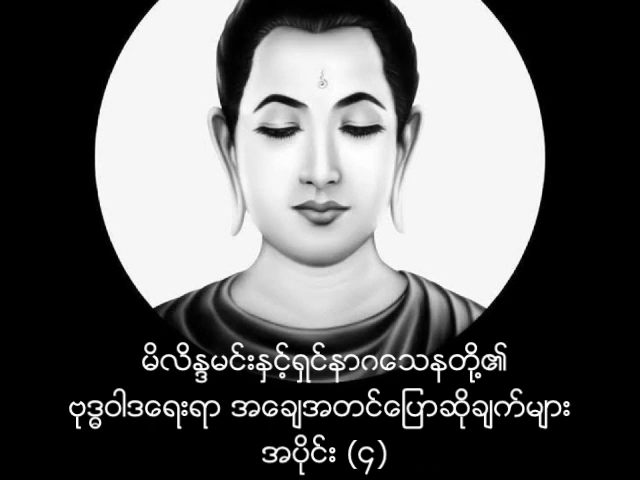 မိလိန္ဒမင်းနှင့်ရှင်နာဂသေနတို့၏
ဗုဒ္ဓဝါဒရေးရာ အချေအတင်ပြောဆိုချက်များ
အပိုင်း (၄)